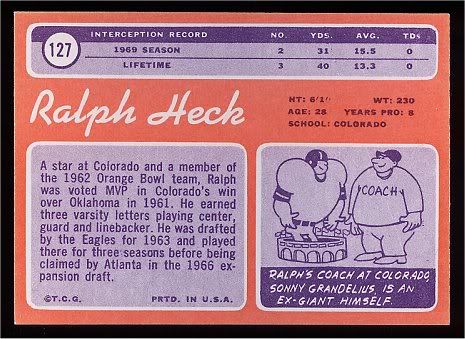 127
INTERCEPTION RECORD NO. YDS. AVG. TDs
1969 SEASON 2 31 15.5 0
LIFETIME 3 40 13.3 0
Ralph Heck
HT: 6'1" WT: 230
AGE: 28 YEARS PRO: 8
SCHOOL: COLORADO
A star at Colorado and a member of
the 1962 Orange Bowl team, Ralph
was voted MVP in Colorado's win
over Oklahoma in 1961. He earned
three varsity letters playing center,
guard and linebacker. He was drafted
by the Eagles for 1963 and played
there for three seasons before being
claimed by Atlanta in the 1966 ex-
pansion draft.
©T.C.G. PRTD. IN U.S.A.
COACH
RALPH'S COACH AT COLORADO,
SONNY GRANDELIUS, IS AN
EX-GIANT HIMSELF.